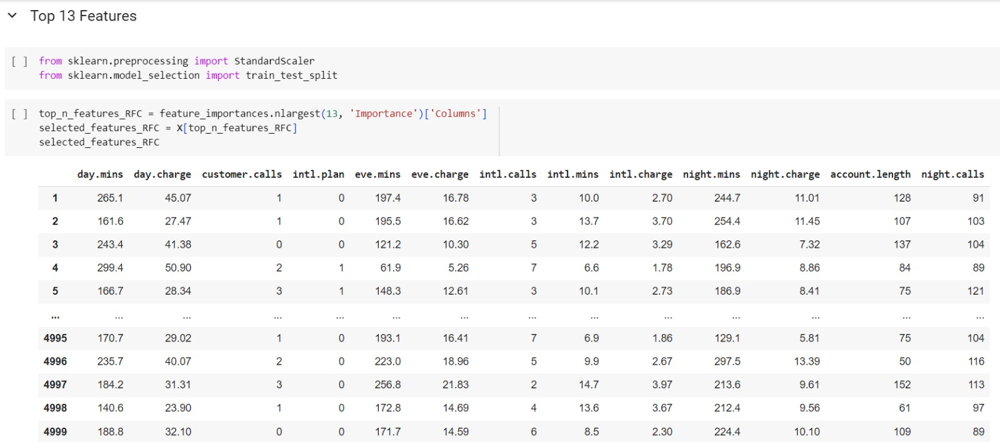 Top 13 Features
[ ] from sklearn.preprocessing import StandardScaler
from sklearn.model_selection import train_test_split
[ ] top_n_features_RFC = feature_importances.nlargest(13, 'Importance')['Columns']
selected_features_RFC = X[top_n_features_RFC]
selected_features_RFC
day.mins day.charge customer.calls intl.plan eve.mins eve.charge intl.calls intl.mins intl.charge night.mins night.charge account.length night.calls
1 265.1 45.07 1 0 197.4 16.78 3 10.0 2.70 244.7 11.01 128 91
2 161.6 27.47 1 0 195.5 16.62 3 13.7 3.70 254.4 11.45 107 103
3 243.4 41.38 0 0 121.2 10.30 5 12.2 3.29 162.6 7.32 137 104
4 299.4 50.90 2 1 61.9 5.26 7 6.6 1.78 196.9 8.86 84 89
5 166.7 28.34 3 1 148.3 12.61 3 10.1 2.73 186.9 8.41 75 121
... ... ... ... ... ... ... ... ... ... ... ... ... ...
4995 170.7 29.02 1 0 193.1 16.41 7 6.9 1.86 129.1 5.81 75 104
4996 235.7 40.07 2 0 223.0 18.96 5 9.9 2.67 297.5 13.39 50 116
4997 184.2 31.31 3 0 256.8 21.83 2 14.7 3.97 213.6 9.61 152 113
4998 140.6 23.90 1 0 172.8 14.69 4 13.6 3.67 212.4 9.56 61 97
4999 188.8 32.10 0 0 171.7 14.59 6 8.5 2.30 224.4 10.10 109 89